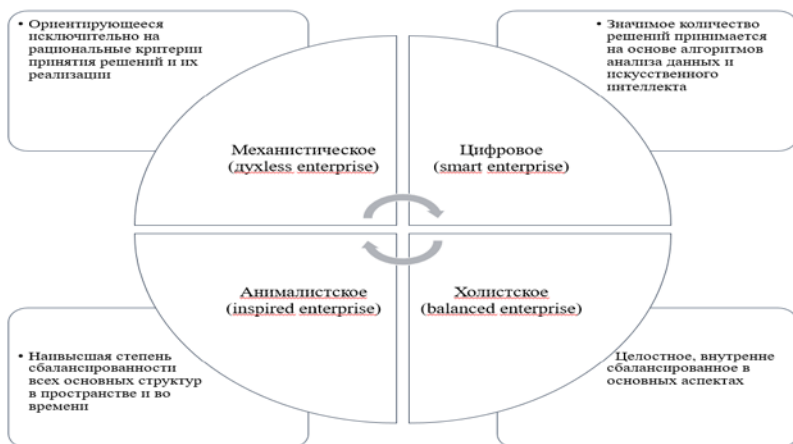 • Ориентирующееся
исключительно на
рациональные критерии
принятия решений и их
реализации
• Значимое количество
решений принимается
на основе алгоритмов
анализа данных и
искусственного
интеллекта
Механистическое
(духless enterprise)
Цифровое
(smart enterprise)
Анималистское
(inspired enterprise)
Холистское
(balanced enterprise)
• Наивысшая степень
сбалансированности
всех основных структур
в пространстве и во
времени
Целостное, внутренне
сбалансированное в
основных аспектах